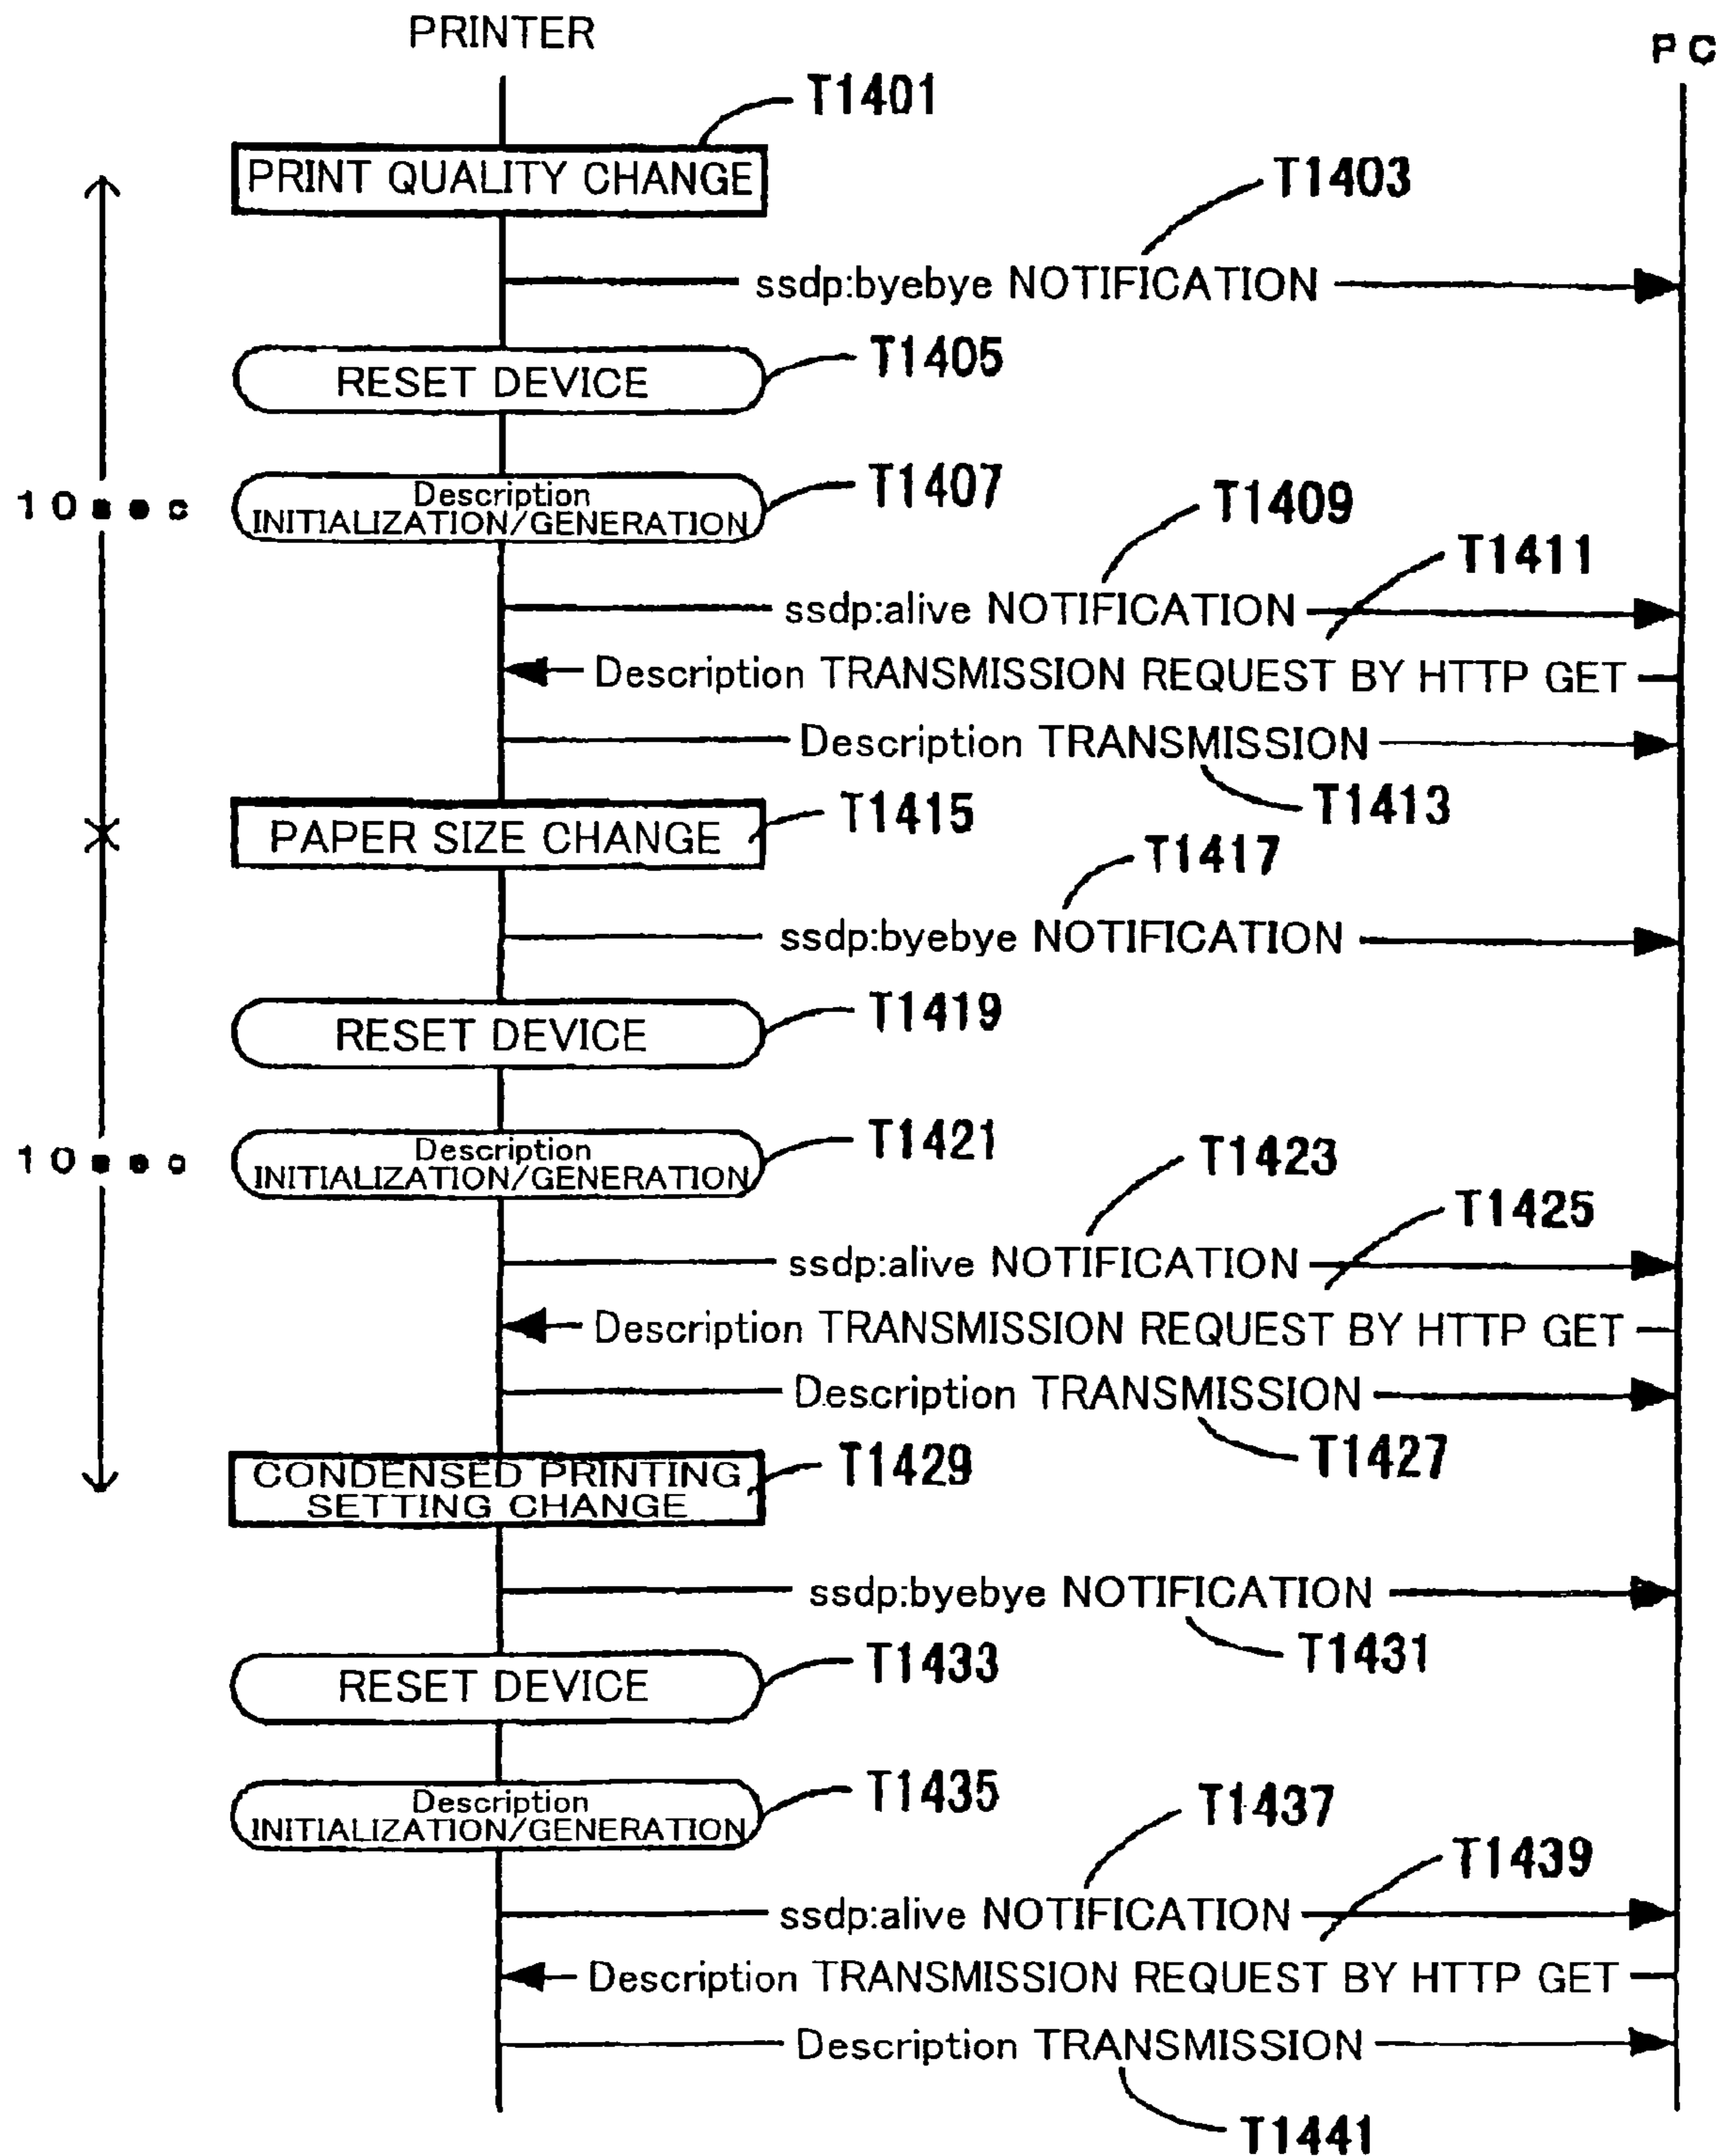 PRINTER
PC
T1401
PRINT QUALITY CHANGE
T1403
ssdp:byebye NOTIFICATION
T1405
RESET DEVICE
T1407
Description
INITIALIZATION/GENERATION
10sec
T1409
T1411
ssdp:alive NOTIFICATION
Description TRANSMISSION REQUEST BY HTTP GET
Description TRANSMISSION
T1413
T1415
PAPER SIZE CHANGE
T1417
ssdp:byebye NOTIFICATION
T1419
RESET DEVICE
T1421
Description
INITIALIZATION/GENERATION
10sec
T1423
T1425
ssdp:alive NOTIFICATION
Description TRANSMISSION REQUEST BY HTTP GET
Description TRANSMISSION
T1427
T1429
CONDENSED PRINTING
SETTING CHANGE
ssdp:byebye NOTIFICATION
T1431
T1433
RESET DEVICE
T1435
Description
INITIALIZATION/GENERATION
T1437
T1439
ssdp:alive NOTIFICATION
Description TRANSMISSION REQUEST BY HTTP GET
Description TRANSMISSION
T1441